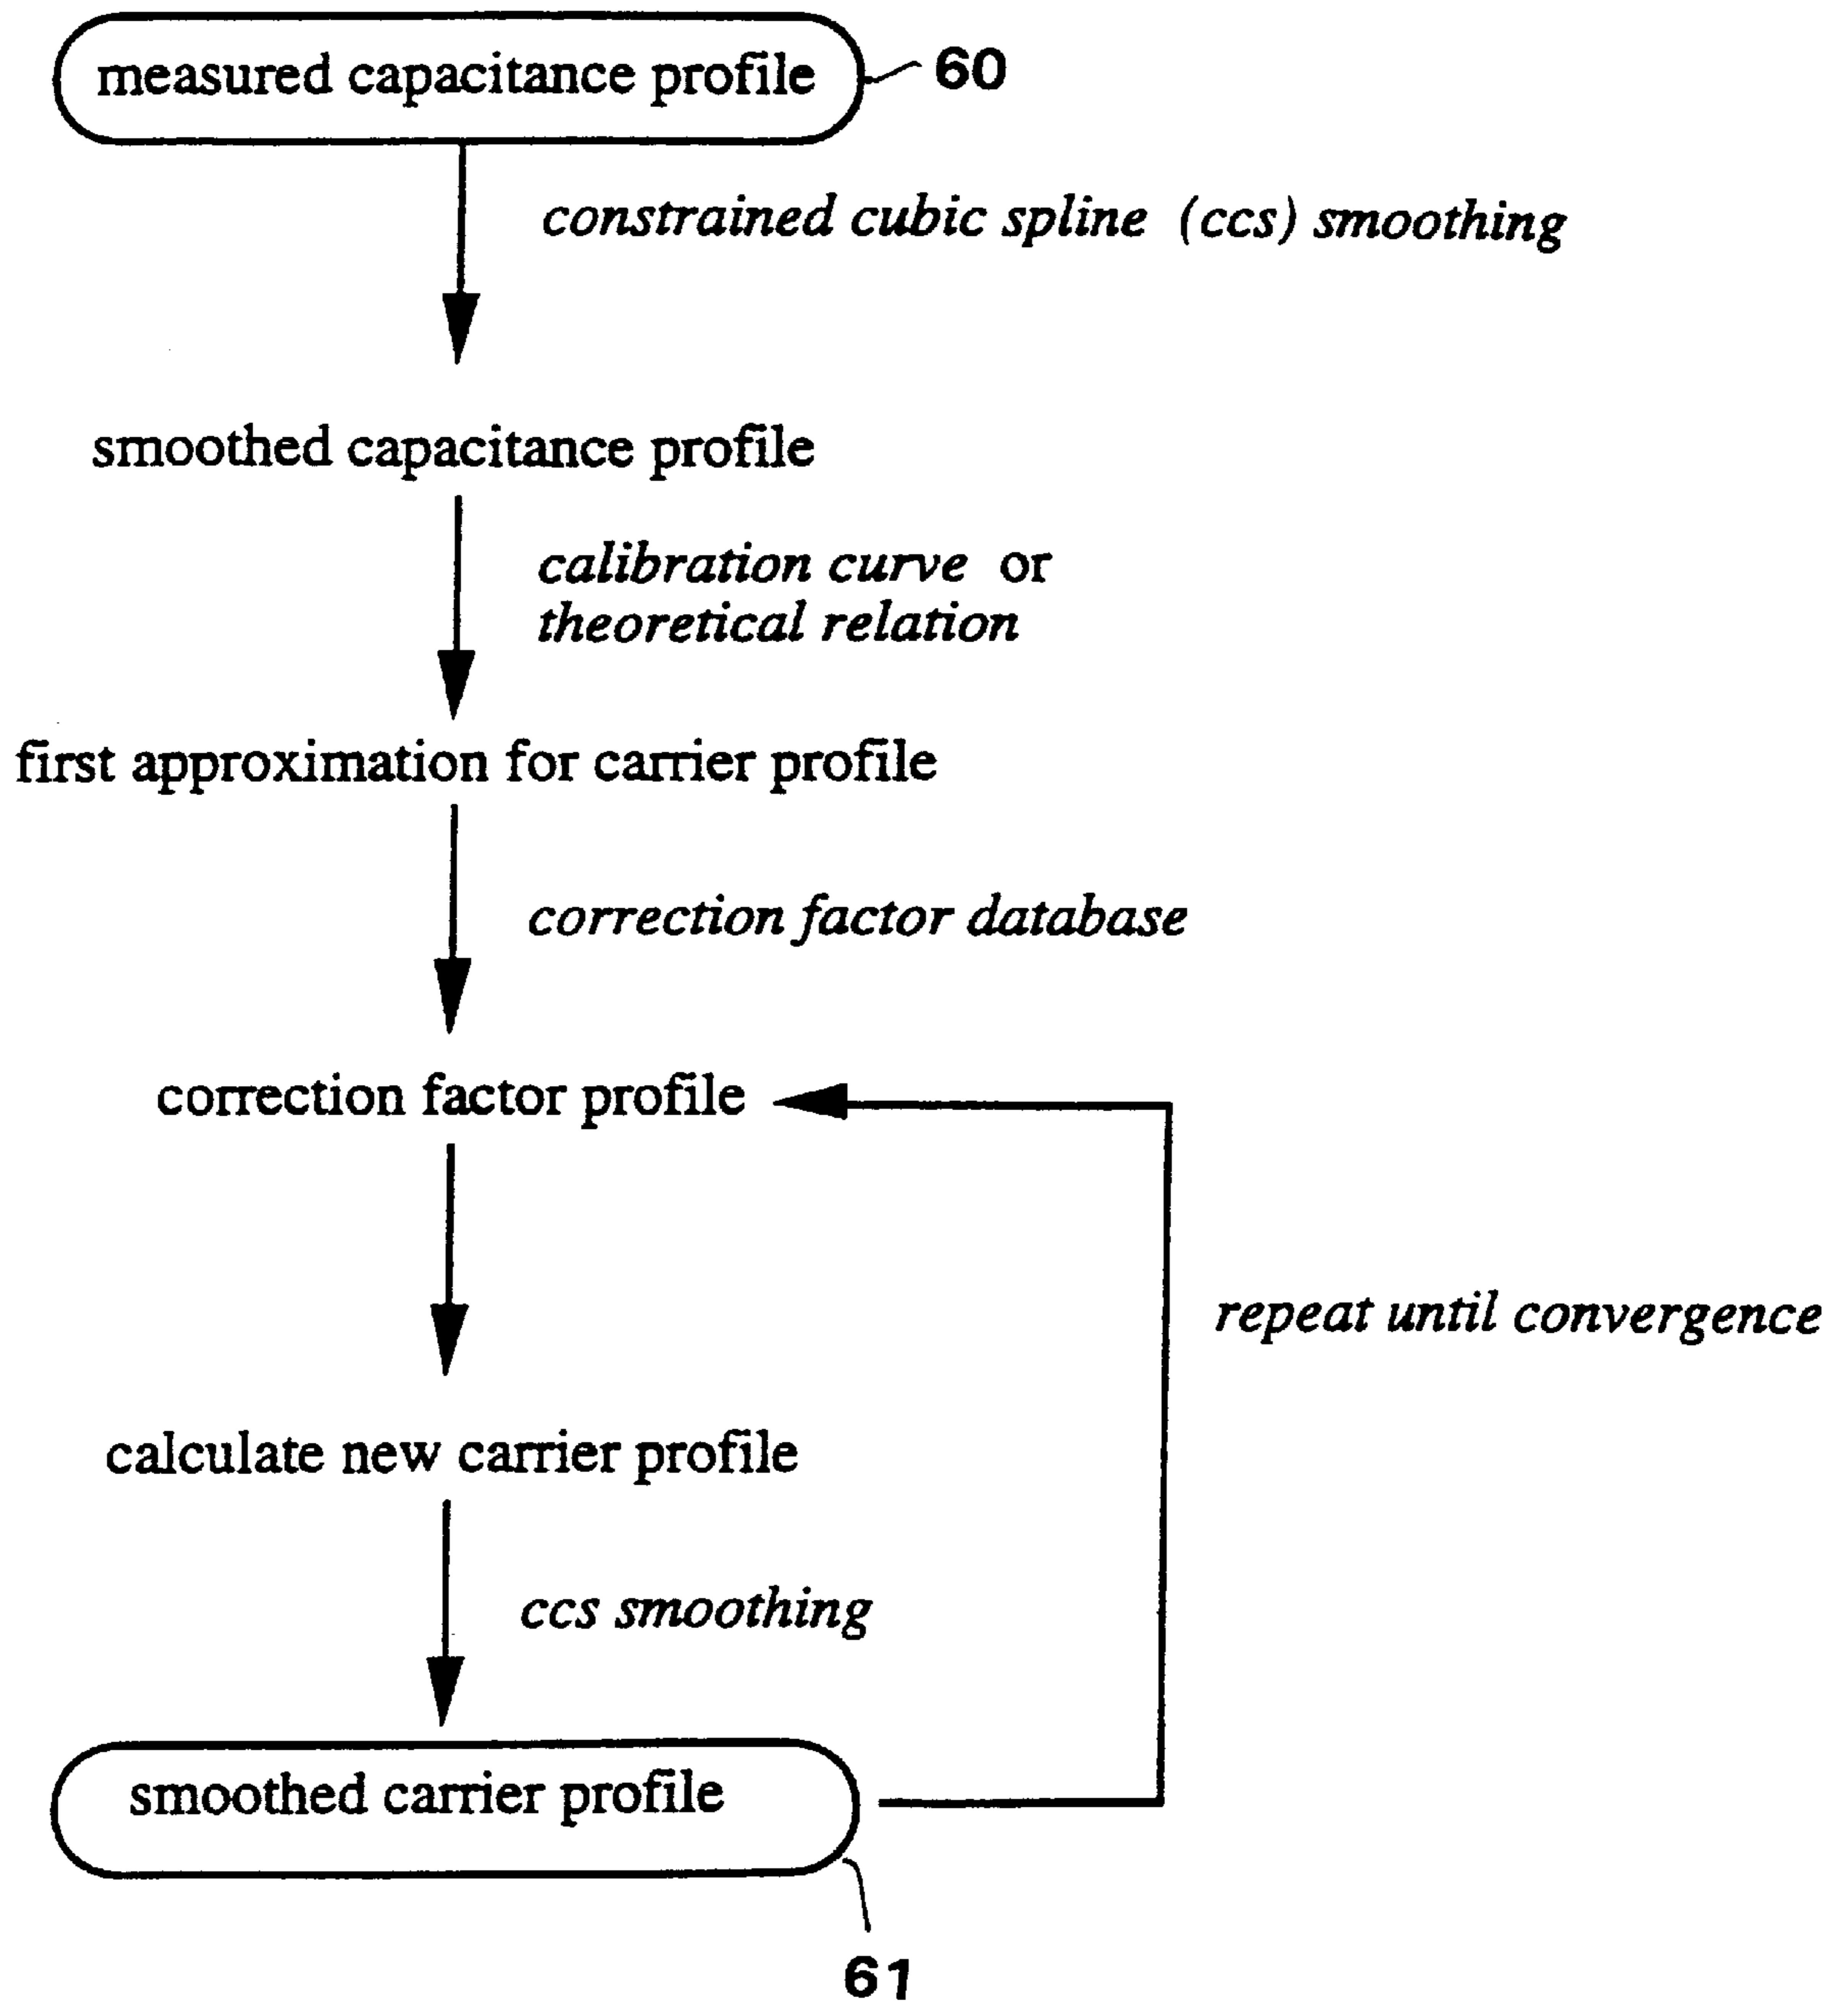 measured capacitance profile
60
constrained cubic spline (ccs) smoothing
smoothed capacitance profile
calibration curve or
theoretical relation
first approximation for carrier profile
correction factor database
correction factor profile
repeat until convergence
calculate new carrier profile
ccs smoothing
smoothed carrier profile
61